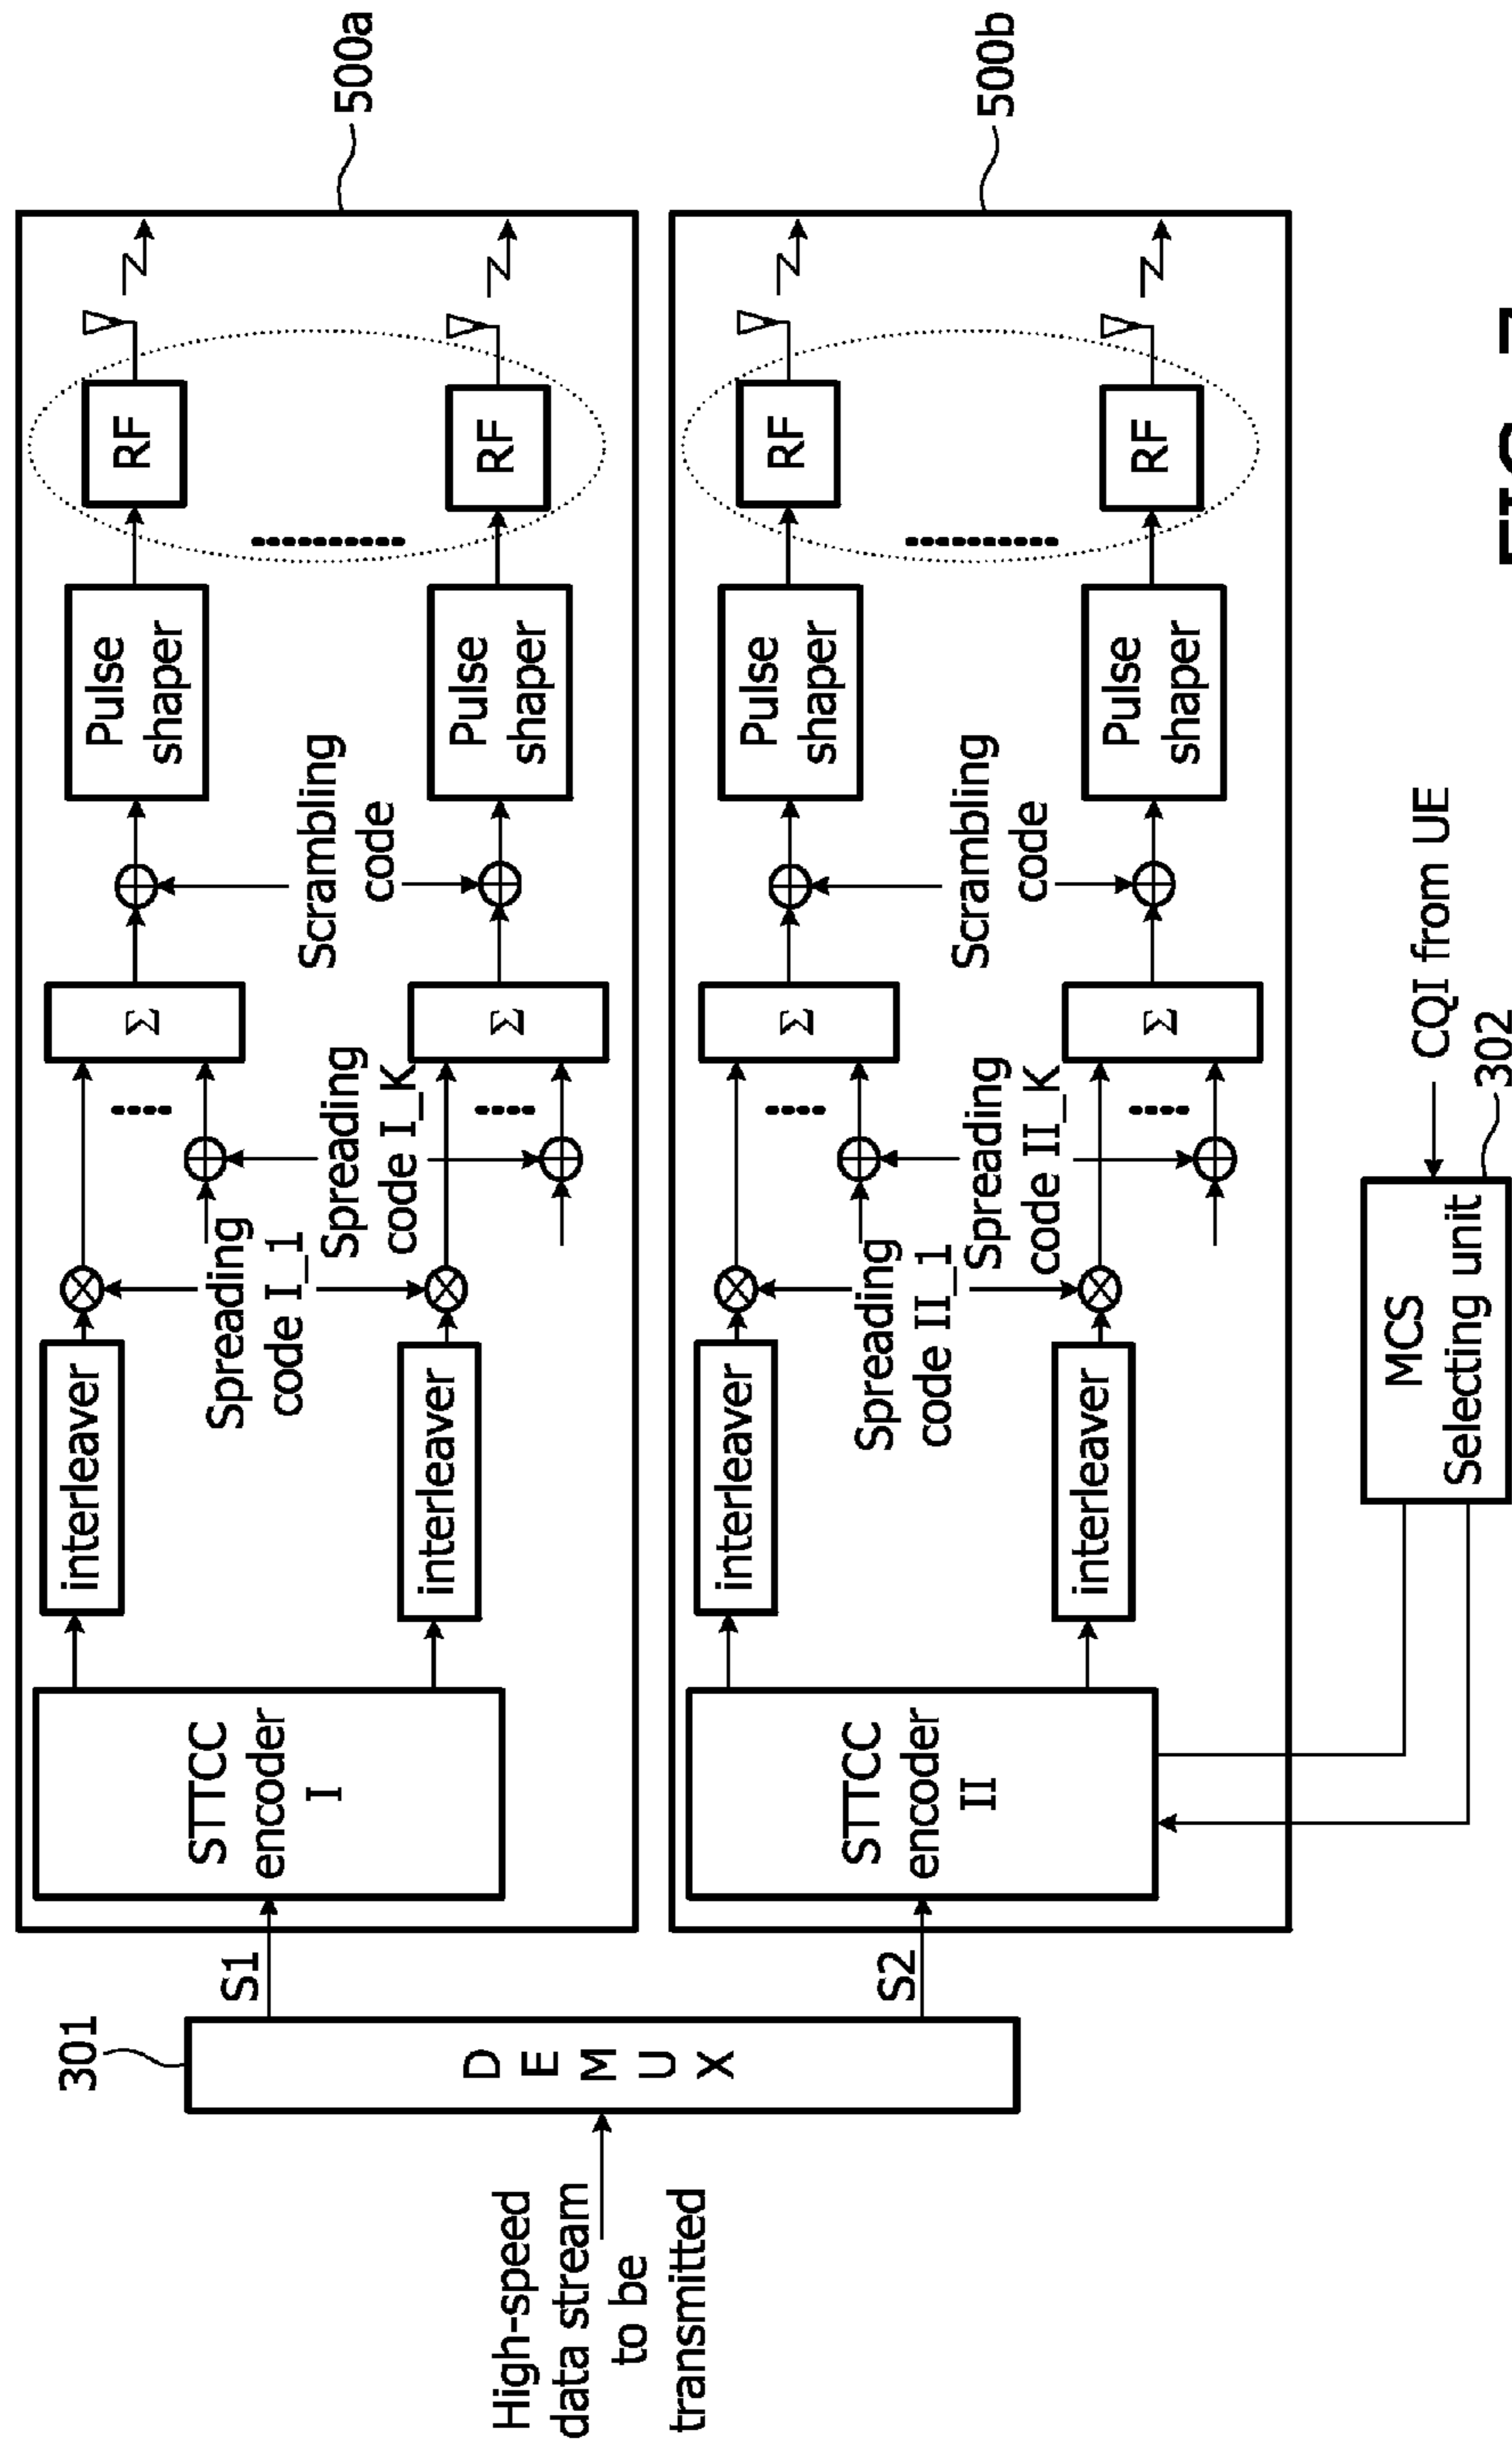 High-speed
data stream
to be
transmitted
301
D
E
M
U
X
S1
S2
STTCC
encoder
I
interleaver
interleaver
Spreading
code I_1
Spreading
code I_K
Σ
Σ
Scrambling
code
Pulse
shaper
Pulse
shaper
RF
RF
500a
STTCC
encoder
II
interleaver
interleaver
Spreading
code II_1
Spreading
code II_K
Σ
Σ
Scrambling
code
Pulse
shaper
Pulse
shaper
RF
RF
500b
MCS
Selecting unit
CQI from UE
302